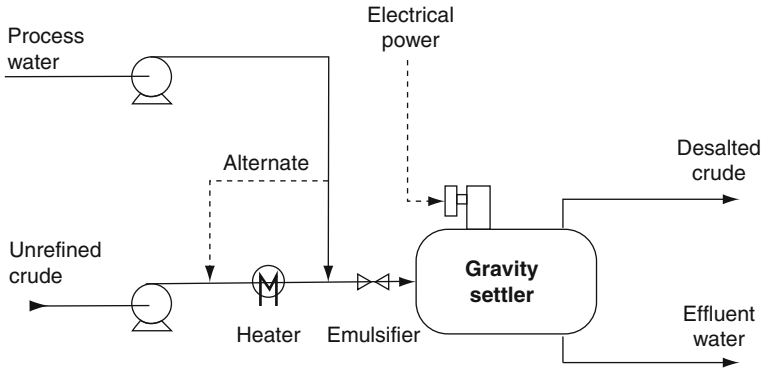 Electrical
power
Process
water
Alternate
Desalted
crude
Unrefined
crude
Gravity
settler
Heater
Emulsifier
Effluent
water